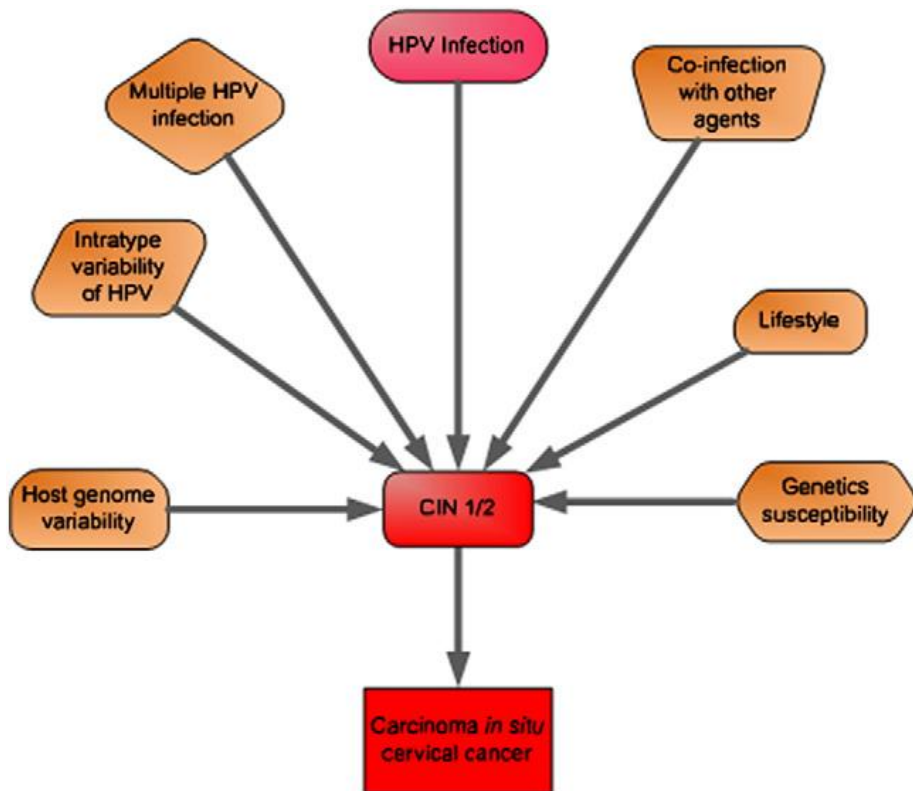 HPV Infection
Multiple HPV
infection
Co-infection
with other
agents
Intratype
variability
of HPV
Lifestyle
Host genome
variability
CIN 1/2
Genetics
susceptibility
Carcinoma in situ
cervical cancer